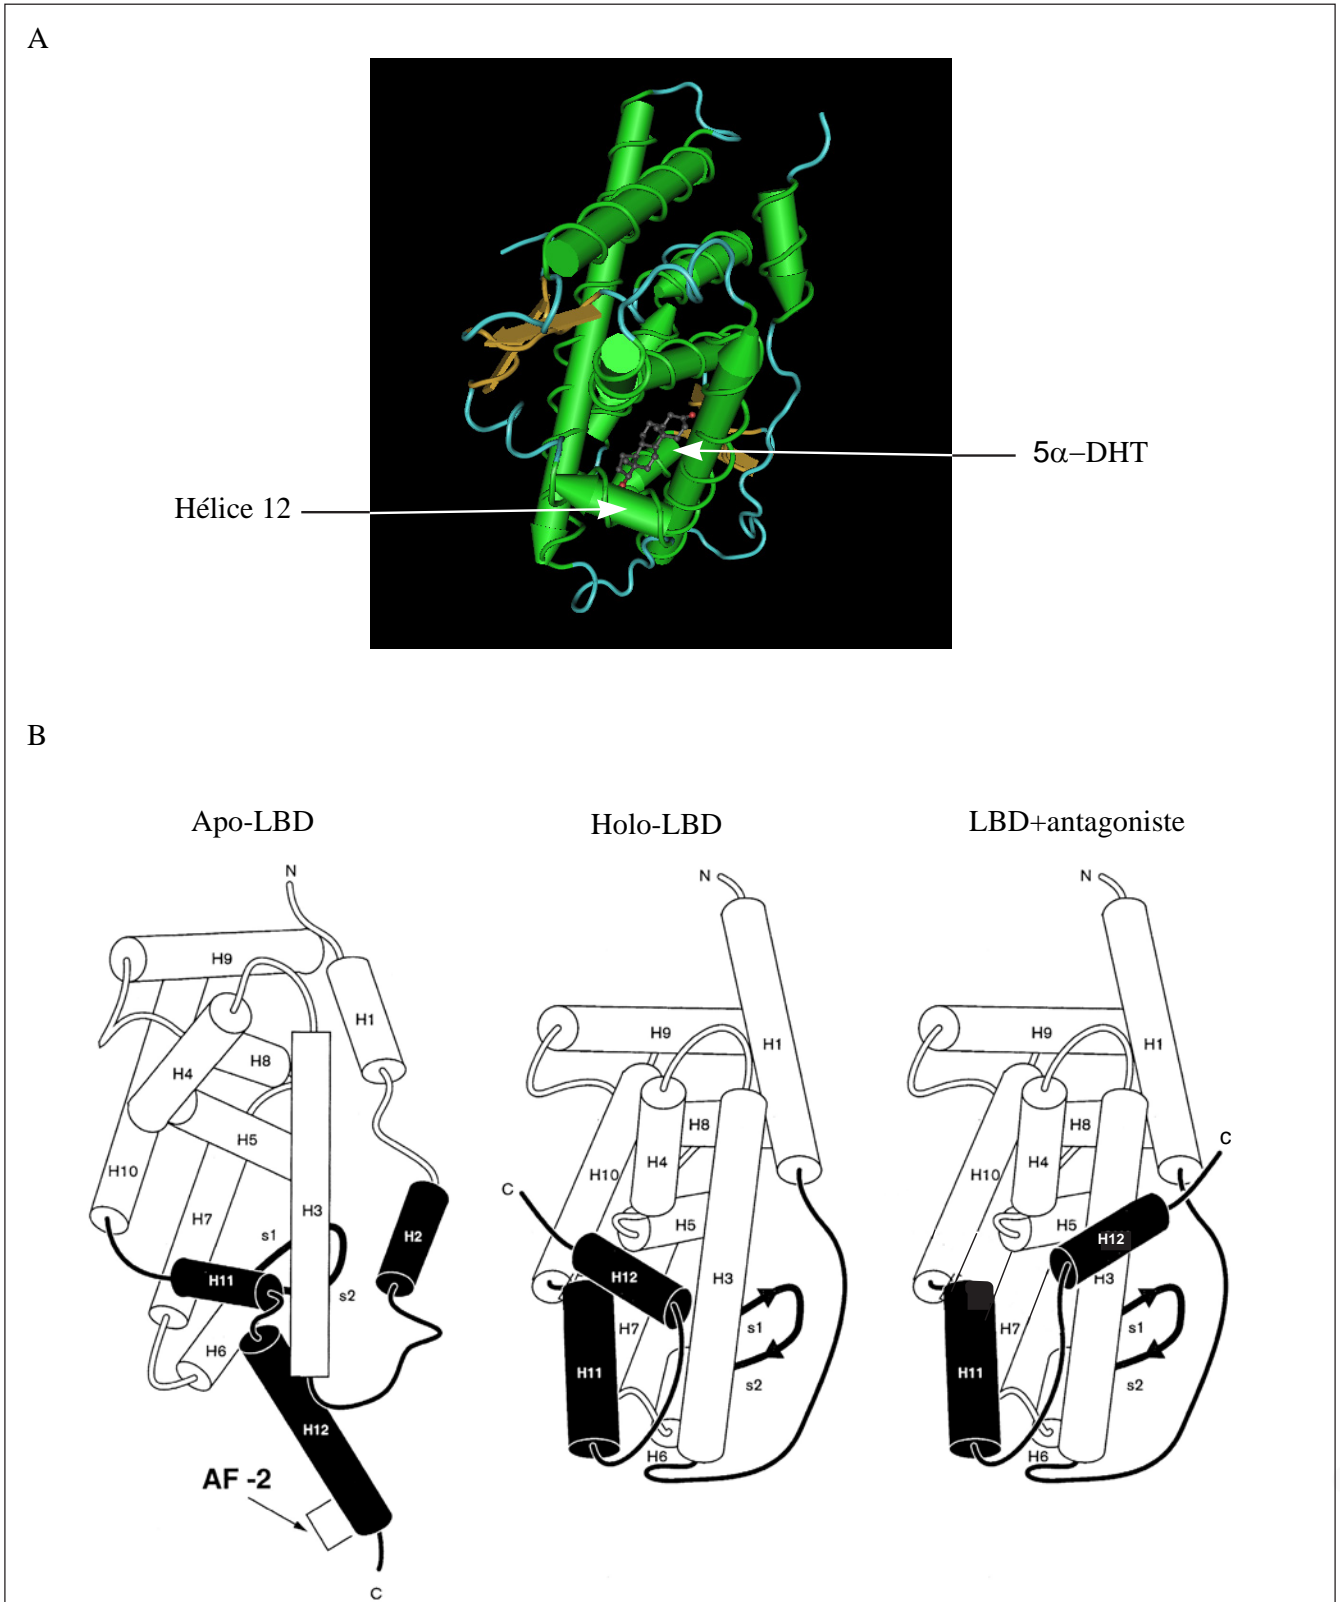 A
5α–DHT
Hélice 12
B
Apo-LBD
Holo-LBD
LBD+antagoniste
N
H9
H1
H4
H8
H5
H10
H7
H3
s1
H2
H11
s2
H6
H12
AF -2
C
N
H9
H1
H8
H4
H10
C
H5
H12
H3
s1
H7
H11
s2
H6
N
H9
H1
H8
C
H4
H10
H5
H12
H3
s1
H7
H11
s2
H6